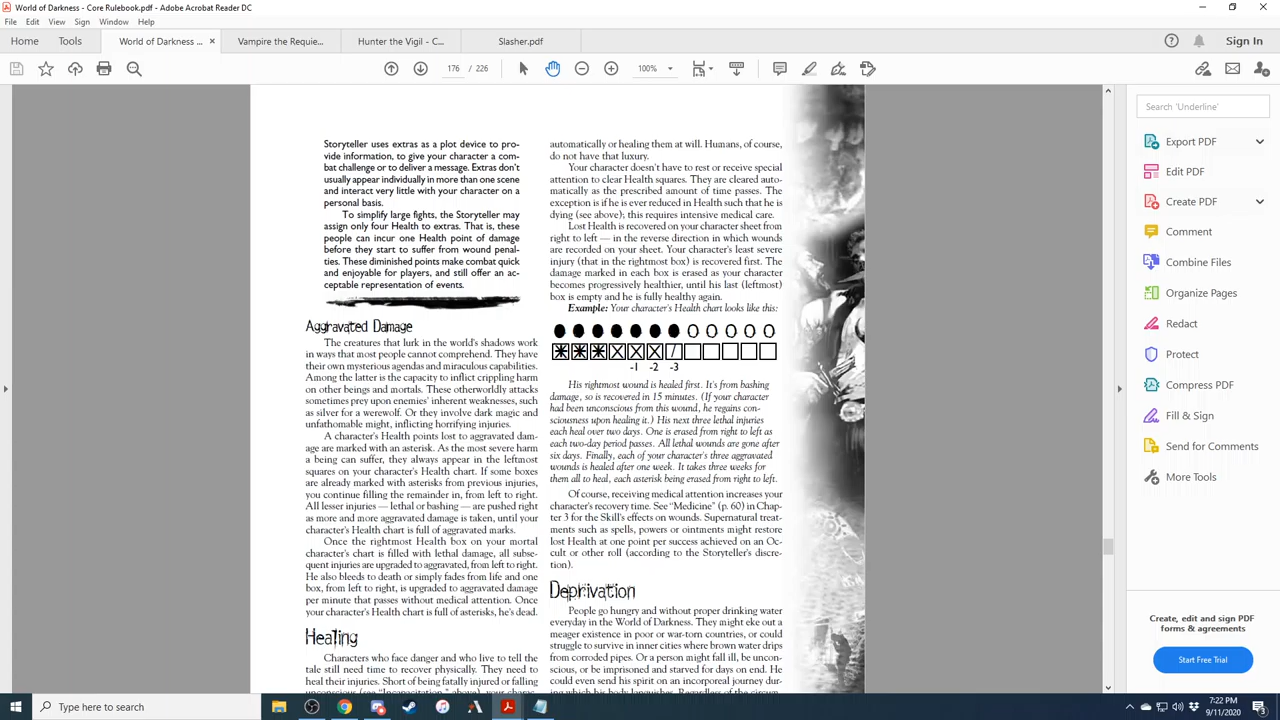 World of Darkness - Core Rulebook.pdf - Adobe Acrobat Reader DC
File Edit View Sign Window Help
Home Tools World of Darkness ... × Vampire the Requie... Hunter the Vigil - C... Slasher.pdf Sign In
176 / 226 100%
Storyteller uses extras as a plot device to pro-
vide information, to give your character a com-
bat challenge or to deliver a message. Extras don't
usually appear individually in more than one scene
and interact very little with your character on a
personal basis.
To simplify large fights, the Storyteller may
assign only four Health to extras. That is, these
people can incur one Health point of damage
before they start to suffer from wound penal-
ties. These diminished points make combat quick
and enjoyable for players, and still offer an ac-
ceptable representation of events.
Aggravated Damage
The creatures that lurk in the world's shadows work
in ways that most people cannot comprehend. They have
their own mysterious agendas and miraculous capabilities.
Among the latter is the capacity to inflict crippling harm
on other beings and mortals. These otherworldly attacks
sometimes prey upon enemies' inherent weaknesses, such
as silver for a werewolf. Or they involve dark magic and
unfathomable might, inflicting horrifying injuries.
A character's Health points lost to aggravated dam-
age are marked with an asterisk. As the most severe harm
a being can suffer, they always appear in the leftmost
squares on your character's Health chart. If some boxes
are already marked with asterisks from previous injuries,
you continue filling the remainder in, from left to right.
All lesser injuries — lethal or bashing — are pushed right
as more and more aggravated damage is taken, until your
character's Health chart is full of aggravated marks.
Once the rightmost Health box on your mortal
character's chart is filled with lethal damage, all subse-
quent injuries are upgraded to aggravated, from left to right.
He also bleeds to death or simply fades from life and one
box, from left to right, is upgraded to aggravated damage
per minute that passes without medical attention. Once
your character's Health chart is full of asterisks, he's dead.
Healing
Characters who face danger and who live to tell the
tale still need time to recover physically. They need to
heal their injuries. Short of being fatally injured or falling
unconscious (see "Incapacitation," above), your charac-
automatically or healing them at will. Humans, of course,
do not have that luxury.
Your character doesn't have to rest or receive special
attention to clear Health squares. They are cleared auto-
matically as the prescribed amount of time passes. The
exception is if he is ever reduced in Health such that he is
dying (see above); this requires intensive medical care.
Lost Health is recovered on your character sheet from
right to left — in the reverse direction in which wounds
are recorded on your sheet. Your character's least severe
injury (that in the rightmost box) is recovered first. The
damage marked in each box is erased as your character
becomes progressively healthier, until his last (leftmost)
box is empty and he is fully healthy again.
Example: Your character's Health chart looks like this:
-1 -2 -3
His rightmost wound is healed first. It's from bashing
damage, so is recovered in 15 minutes. (If your character
had been unconscious from this wound, he regains con-
sciousness upon healing it.) His next three lethal injuries
each heal over two days. One is erased from right to left as
each two-day period passes. All lethal wounds are gone after
six days. Finally, each of your character's three aggravated
wounds is healed after one week. It takes three weeks for
them all to heal, each asterisk being erased from right to left.
Of course, receiving medical attention increases your
character's recovery time. See "Medicine" (p. 60) in Chap-
ter 3 for the Skill's effects on wounds. Supernatural treat-
ments such as spells, powers or ointments might restore
lost Health at one point per success achieved on an Oc-
cult or other roll (according to the Storyteller's discre-
tion).
Deprivation
People go hungry and without proper drinking water
everyday in the World of Darkness. They might eke out a
meager existence in poor or war-torn countries, or could
struggle to survive in inner cities where brown water drips
from corroded pipes. Or a person might fall ill, be uncon-
scious, or be imprisoned and starved for days on end. He
could even send his spirit on an incorporeal journey dur-
ing which his body languishes. Regardless of the circum-
Search 'Underline'
Export PDF
Edit PDF
Create PDF
Comment
Combine Files
Organize Pages
Redact
Protect
Compress PDF
Fill & Sign
Send for Comments
More Tools
Create, edit and sign PDF
forms & agreements
Start Free Trial
Type here to search
7:22 PM
9/11/2020
3